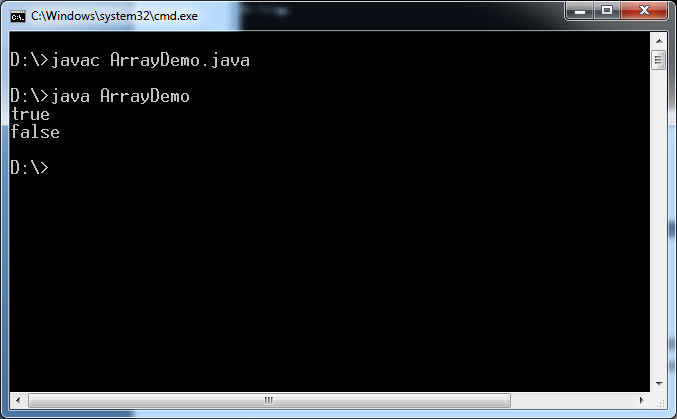 C:\Windows\system32\cmd.exe
D:\>javac ArrayDemo.java
D:\>java ArrayDemo
true
false
D:\>